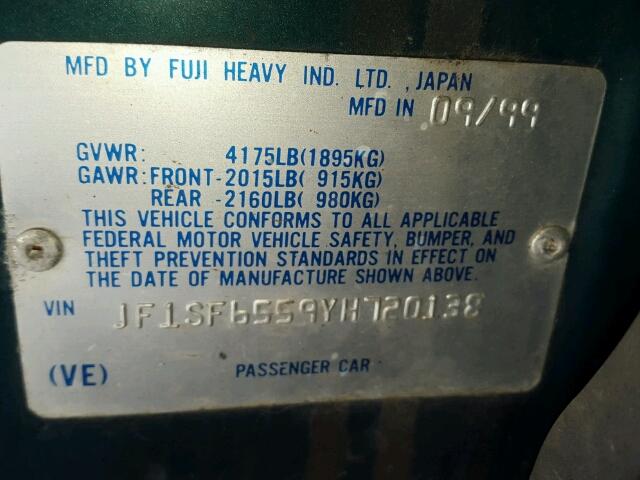 MFD BY FUJI HEAVY IND. LTD., JAPAN
MFD IN 09/99
GVWR: 4175LB(1895KG)
GAWR: FRONT-2015LB( 915KG)
REAR -2160LB( 980KG)
THIS VEHICLE CONFORMS TO ALL APPLICABLE
FEDERAL MOTOR VEHICLE SAFETY, BUMPER, AND
THEFT PREVENTION STANDARDS IN EFFECT ON
THE DATE OF MANUFACTURE SHOWN ABOVE.
VIN JF1SF6559YH720138
(VE) PASSENGER CAR